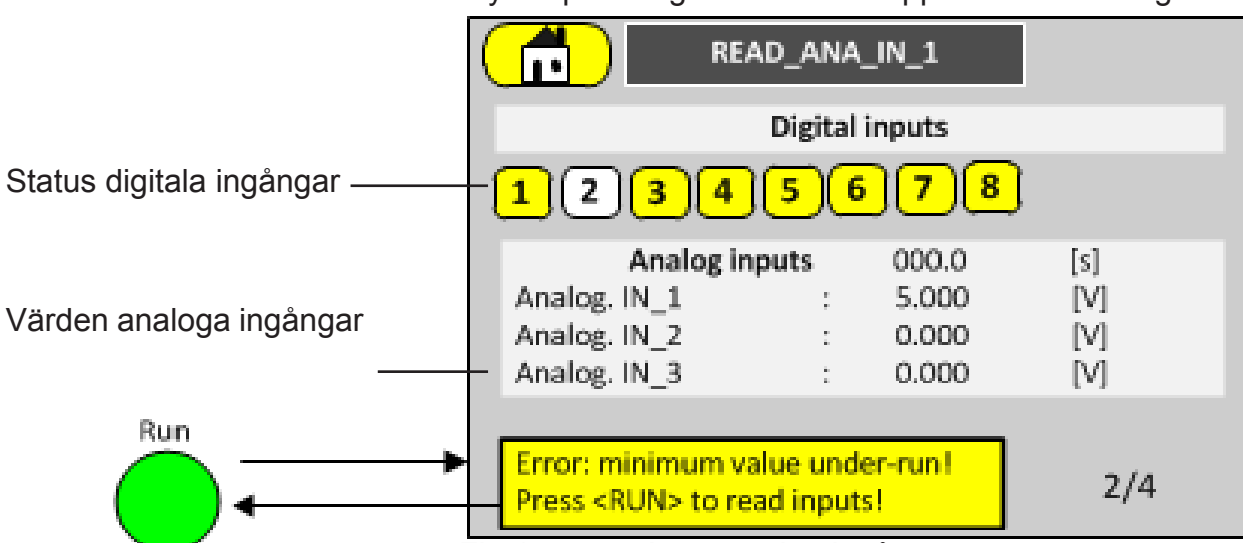 READ_ANA_IN_1
Digital inputs
Status digitala ingångar
1 2 3 4 5 6 7 8
Analog inputs 000.0 [s]
Analog. IN_1 : 5.000 [V]
Värden analoga ingångar
Analog. IN_2 : 0.000 [V]
Analog. IN_3 : 0.000 [V]
Run
Error: minimum value under-run!
Press <RUN> to read inputs!
2/4